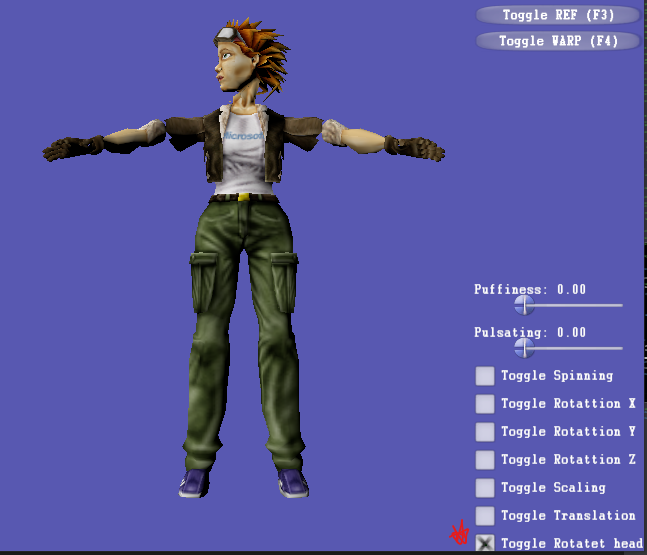 Toggle REF (F3)
Toggle WARP (F4)
Microsoft
Puffiness: 0.00
Pulsating: 0.00
Toggle Spinning
Toggle Rotattion X
Toggle Rotattion Y
Toggle Rotattion Z
Toggle Scaling
Toggle Translation
Toggle Rotatet head